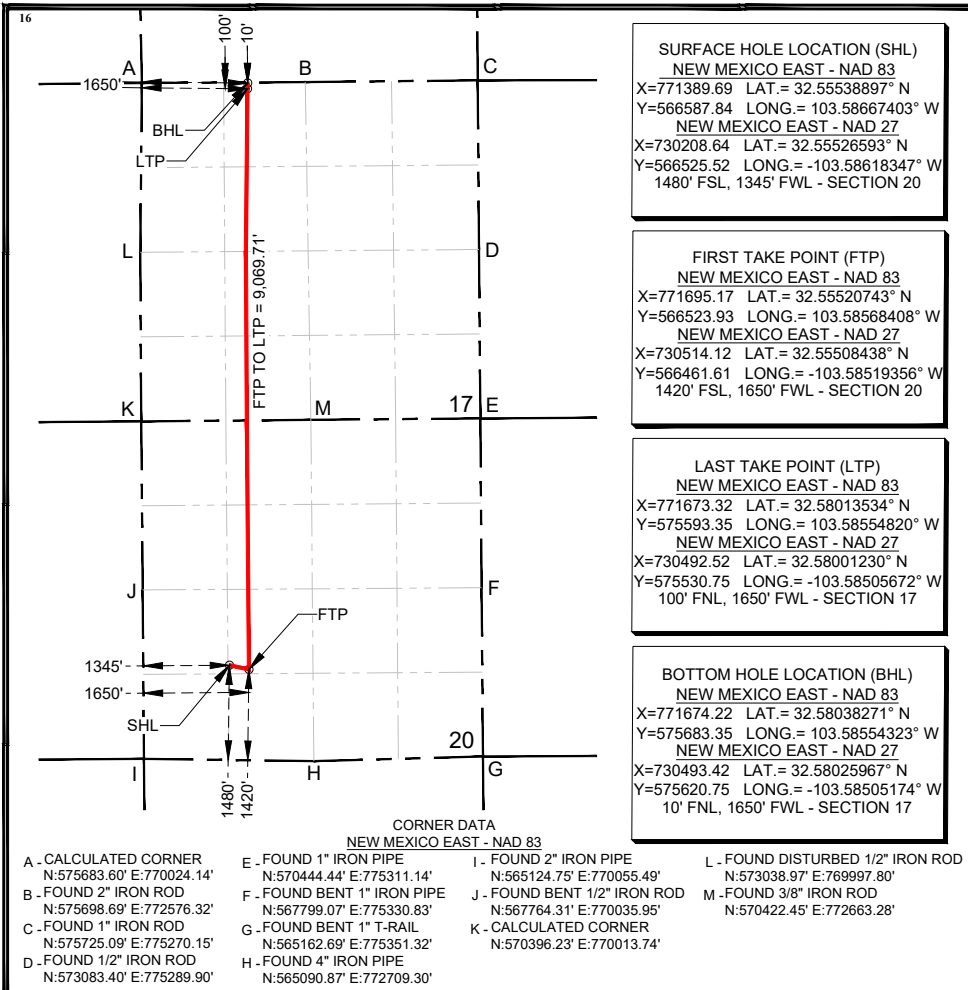 16
100'
10'
A
B
C
1650'
BHL
LTP
L
D
FTP TO LTP = 9,069.71'
K
M
17
E
J
F
FTP
1345'
1650'
SHL
20
I
H
G
1480'
1420'
SURFACE HOLE LOCATION (SHL)
NEW MEXICO EAST - NAD 83
X=771389.69 LAT.= 32.55538897° N
Y=566587.84 LONG.= 103.58667403° W
NEW MEXICO EAST - NAD 27
X=730208.64 LAT.= 32.55526593° N
Y=566525.52 LONG.= -103.58618347° W
1480' FSL, 1345' FWL - SECTION 20
FIRST TAKE POINT (FTP)
NEW MEXICO EAST - NAD 83
X=771695.17 LAT.= 32.55520743° N
Y=566523.93 LONG.= 103.58568408° W
NEW MEXICO EAST - NAD 27
X=730514.12 LAT.= 32.55508438° N
Y=566461.61 LONG.= -103.58519356° W
1420' FSL, 1650' FWL - SECTION 20
LAST TAKE POINT (LTP)
NEW MEXICO EAST - NAD 83
X=771673.32 LAT.= 32.58013534° N
Y=575593.35 LONG.= 103.58554820° W
NEW MEXICO EAST - NAD 27
X=730492.52 LAT.= 32.58001230° N
Y=575530.75 LONG.= -103.58505672° W
100' FNL, 1650' FWL - SECTION 17
BOTTOM HOLE LOCATION (BHL)
NEW MEXICO EAST - NAD 83
X=771674.22 LAT.= 32.58038271° N
Y=575683.35 LONG.= 103.58554323° W
NEW MEXICO EAST - NAD 27
X=730493.42 LAT.= 32.58025967° N
Y=575620.75 LONG.= -103.58505174° W
10' FNL, 1650' FWL - SECTION 17
CORNER DATA
NEW MEXICO EAST - NAD 83
A - CALCULATED CORNER
N:575683.60' E:770024.14'
B - FOUND 2" IRON ROD
N:575698.69' E:772576.32'
C - FOUND 1" IRON ROD
N:575725.09' E:775270.15'
D - FOUND 1/2" IRON ROD
N:573083.40' E:775289.90'
E - FOUND 1" IRON PIPE
N:570444.44' E:775311.14'
F - FOUND BENT 1" IRON PIPE
N:567799.07' E:775330.83'
G - FOUND BENT 1" T-RAIL
N:565162.69' E:775351.32'
H - FOUND 4" IRON PIPE
N:565090.87' E:772709.30'
I - FOUND 2" IRON PIPE
N:565124.75' E:770055.49'
J - FOUND BENT 1/2" IRON ROD
N:567764.31' E:770035.95'
K - CALCULATED CORNER
N:570396.23' E:770013.74'
L - FOUND DISTURBED 1/2" IRON ROD
N:573038.97' E:769997.80'
M - FOUND 3/8" IRON ROD
N:570422.45' E:772663.28'